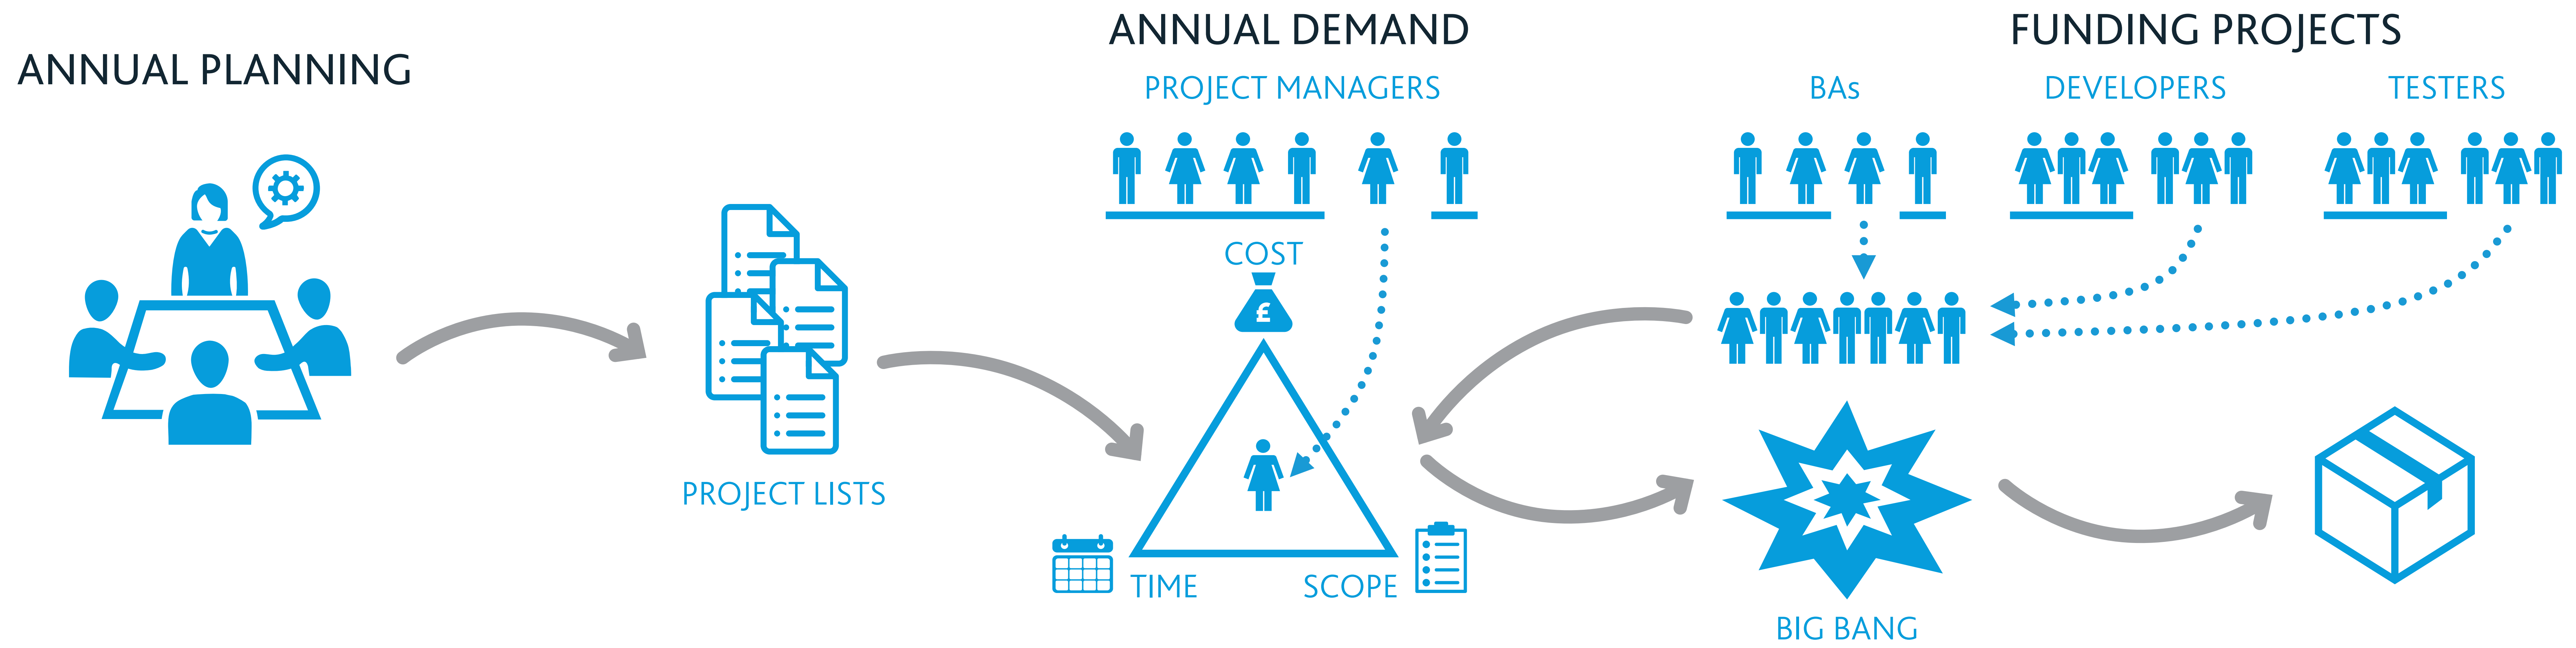 ANNUAL PLANNING
PROJECT LISTS
ANNUAL DEMAND
PROJECT MANAGERS
COST
£
TIME
SCOPE
FUNDING PROJECTS
BAs
DEVELOPERS
TESTERS
BIG BANG